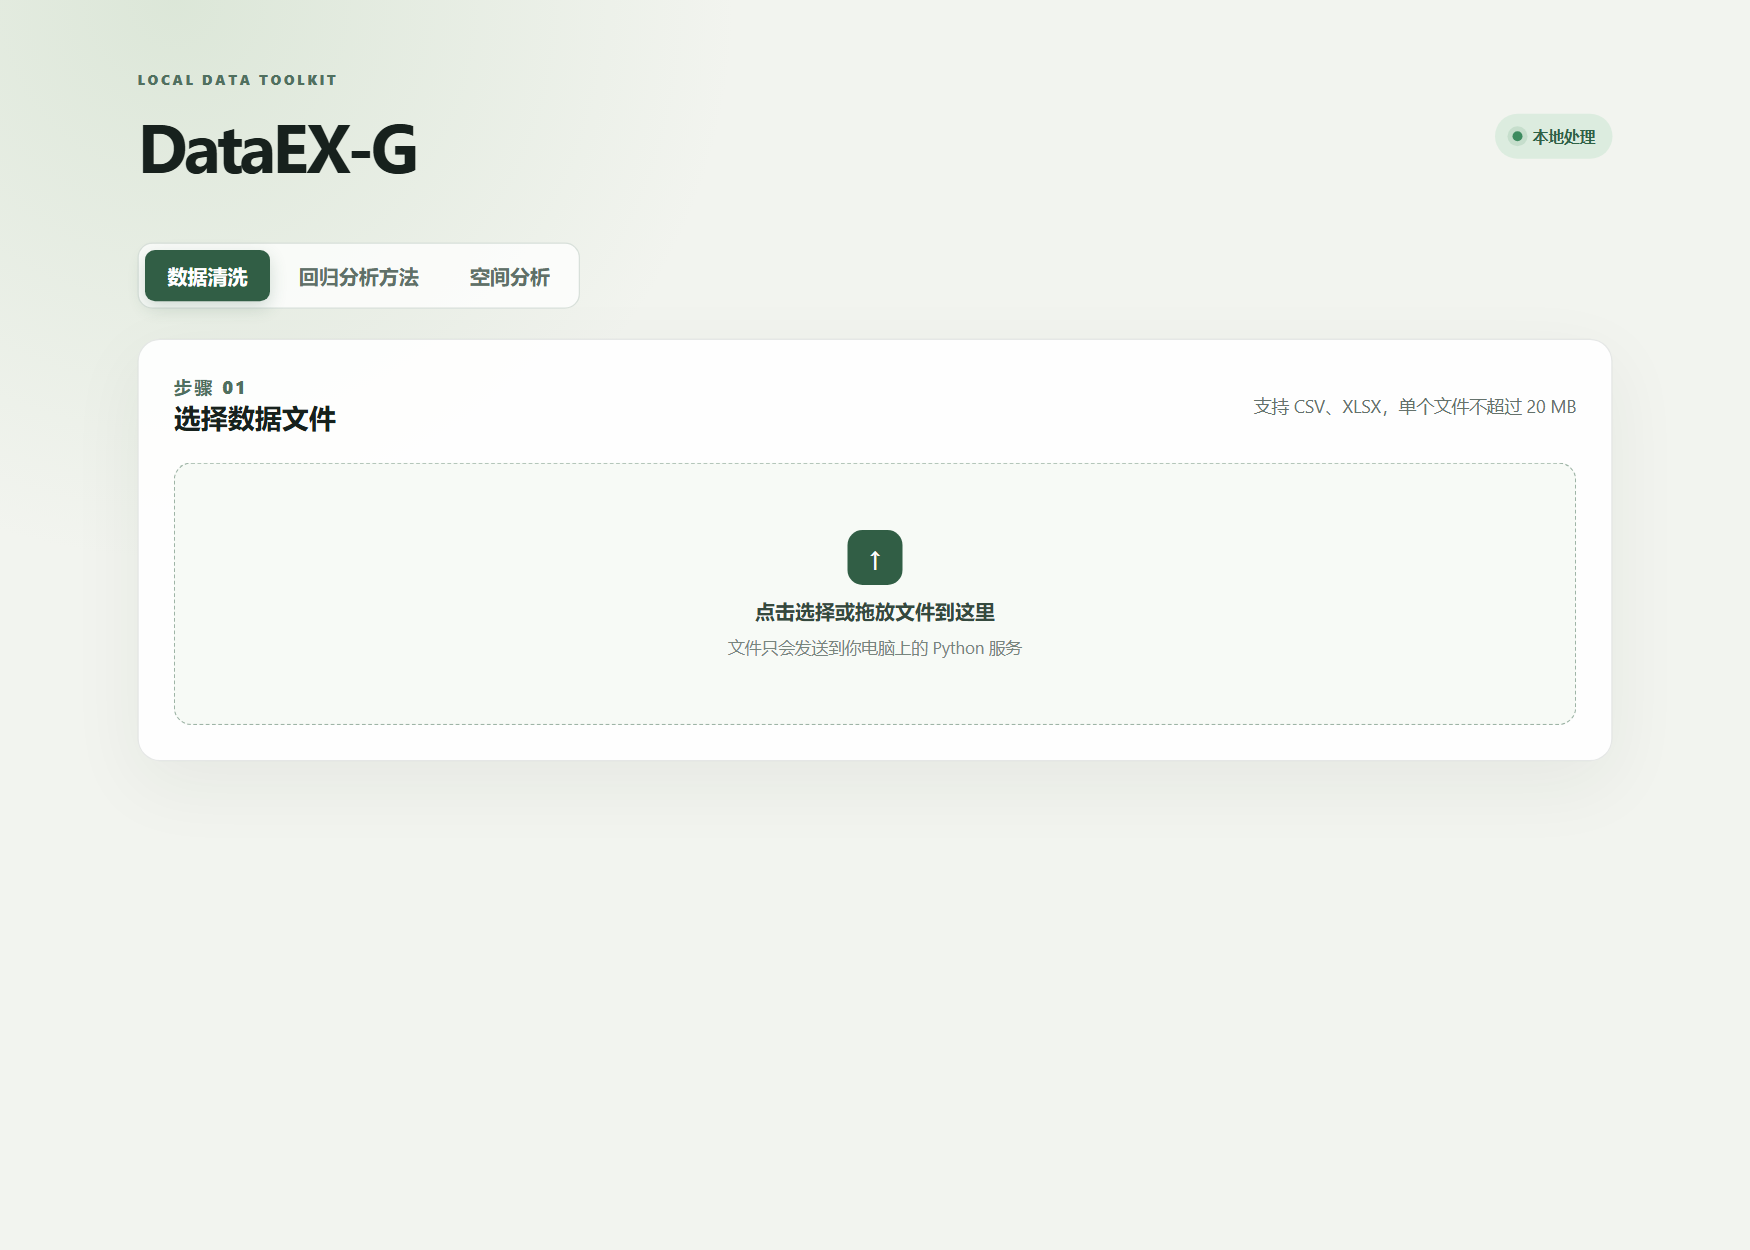 LOCAL DATA TOOLKIT
DataEX-G
本地处理
数据清洗 回归分析方法 空间分析
步骤 01
选择数据文件
支持 CSV、XLSX，单个文件不超过 20 MB
↑
点击选择或拖放文件到这里
文件只会发送到你电脑上的 Python 服务